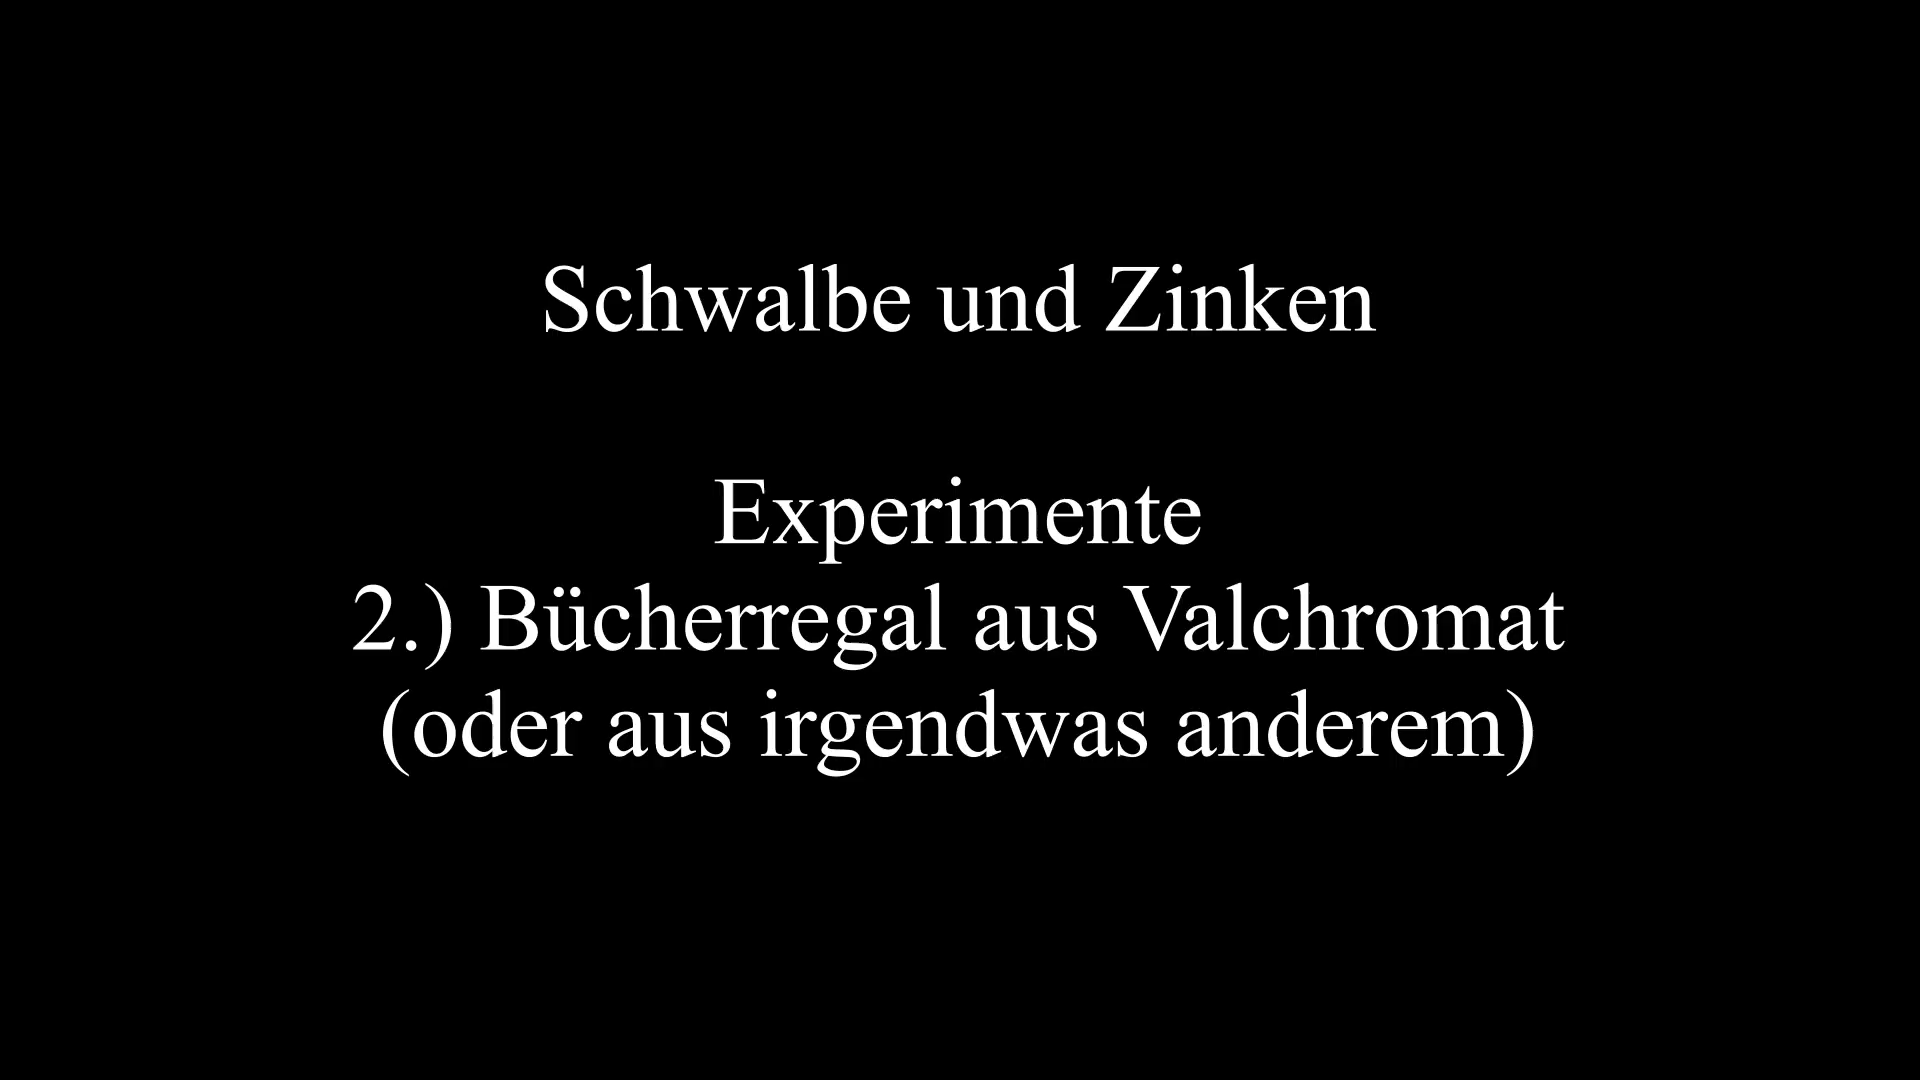 Schwalbe und Zinken
Experimente
2.) Bücherregal aus Valchromat
(oder aus irgendwas anderem)